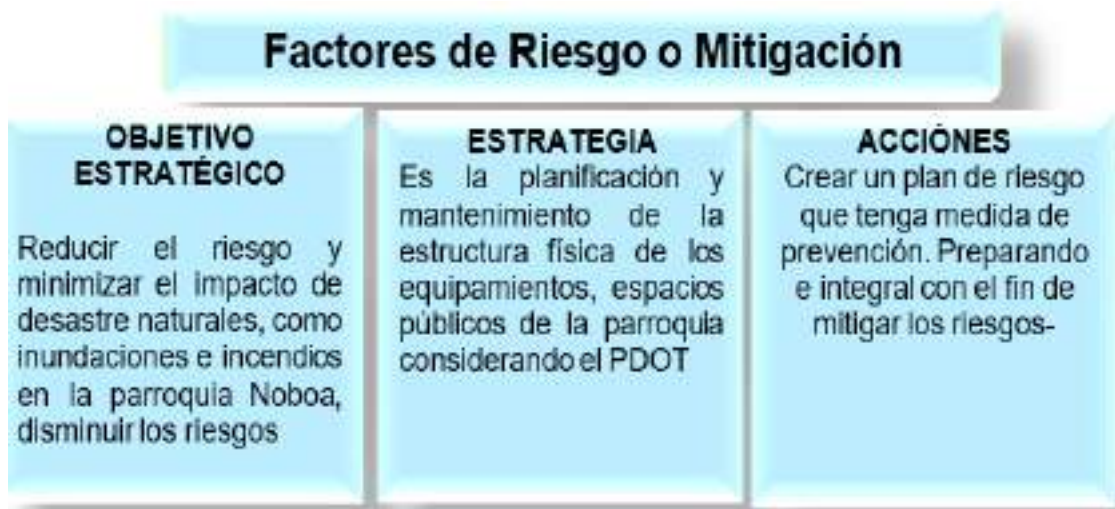 Factores de Riesgo o Mitigación
OBJETIVO
ESTRATÉGICO
Reducir el riesgo y
minimizar el impacto de
desastre naturales, como
inundaciones e incendios
en la parroquia Noboa,
disminuir los riesgos
ESTRATEGIA
Es la planificación y
mantenimiento de la
estructura física de los
equipamientos, espacios
públicos de la parroquia
considerando el PDOT
ACCIÓNES
Crear un plan de riesgo
que tenga medida de
prevención. Preparando
e integral con el fin de
mitigar los riesgos-